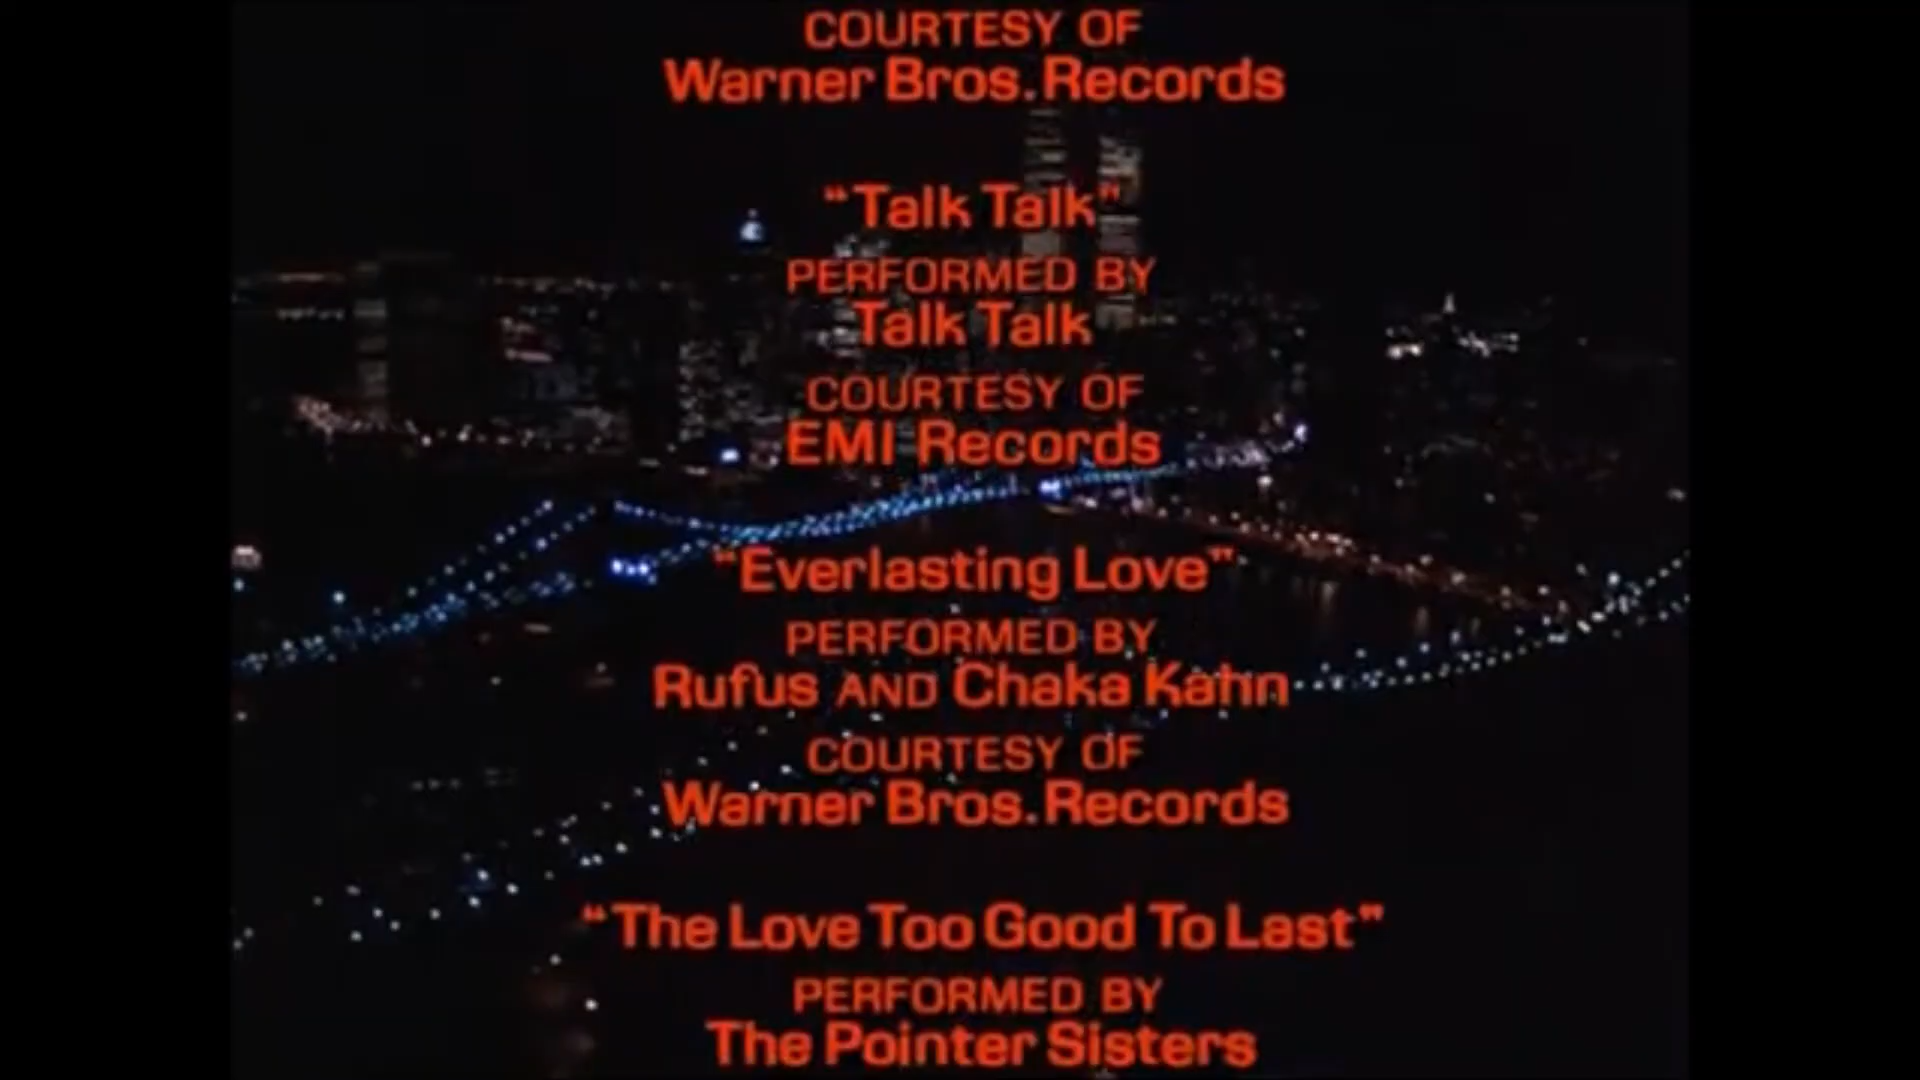 COURTESY OF
Warner Bros. Records
“Talk Talk”
PERFORMED BY
Talk Talk
COURTESY OF
EMI Records
“Everlasting Love”
PERFORMED BY
Rufus AND Chaka Kahn
COURTESY OF
Warner Bros. Records
“The Love Too Good To Last”
PERFORMED BY
The Pointer Sisters